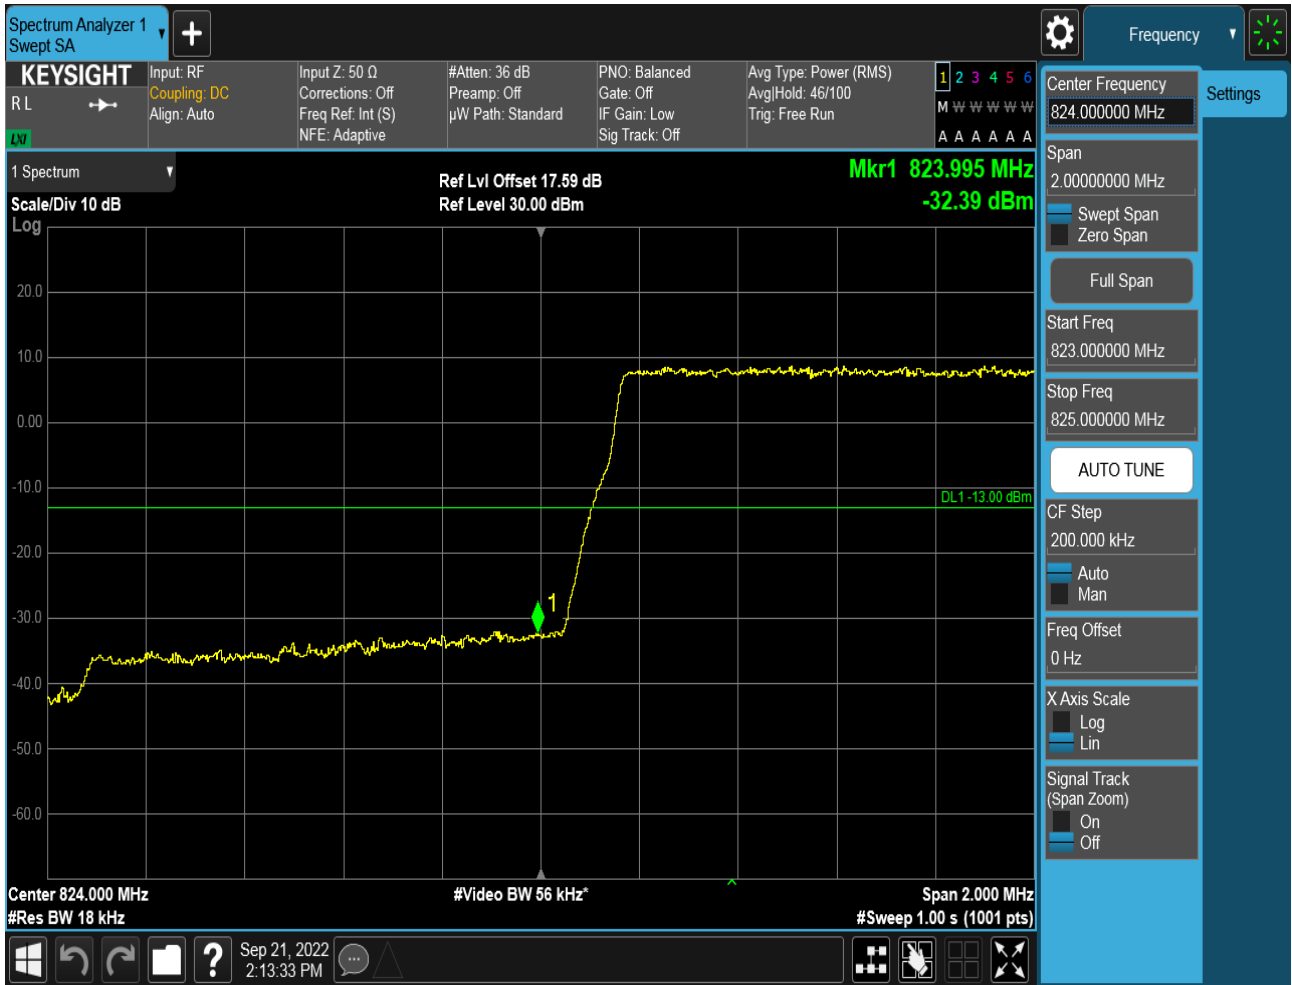 Spectrum Analyzer 1
Swept SA
Frequency
KEYSIGHT
R L
LXI
Input: RF
Coupling: DC
Align: Auto
Input Z: 50 Ω
Corrections: Off
Freq Ref: Int (S)
NFE: Adaptive
#Atten: 36 dB
Preamp: Off
µW Path: Standard
PNO: Balanced
Gate: Off
IF Gain: Low
Sig Track: Off
Avg Type: Power (RMS)
Avg|Hold: 46/100
Trig: Free Run
1 2 3 4 5 6
M W W W W W
A A A A A A
1 Spectrum
Scale/Div 10 dB
Log
Ref Lvl Offset 17.59 dB
Ref Level 30.00 dBm
Mkr1 823.995 MHz
-32.39 dBm
20.0
10.0
0.00
-10.0
-20.0
-30.0
-40.0
-50.0
-60.0
DL1 -13.00 dBm
1
Center 824.000 MHz
#Res BW 18 kHz
#Video BW 56 kHz*
Span 2.000 MHz
#Sweep 1.00 s (1001 pts)
Sep 21, 2022
2:13:33 PM
?
Center Frequency
824.000000 MHz
Settings
Span
2.00000000 MHz
Swept Span
Zero Span
Full Span
Start Freq
823.000000 MHz
Stop Freq
825.000000 MHz
AUTO TUNE
CF Step
200.000 kHz
Auto
Man
Freq Offset
0 Hz
X Axis Scale
Log
Lin
Signal Track
(Span Zoom)
On
Off